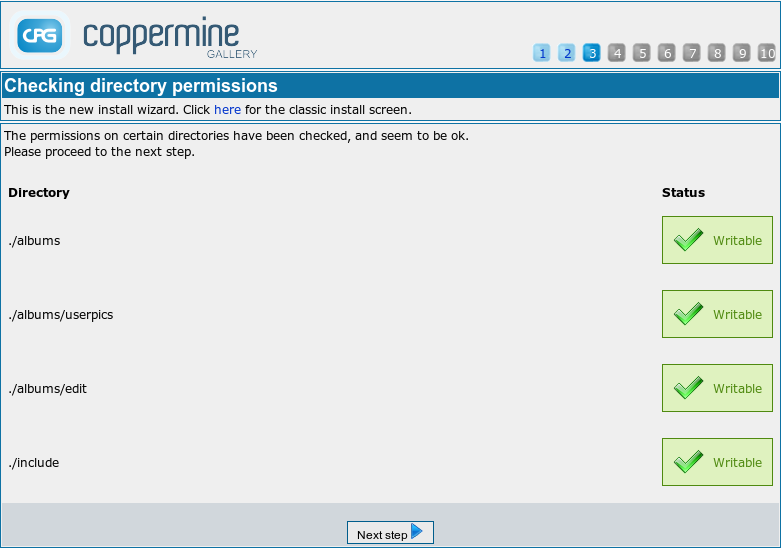 CPG coppermine
GALLERY
1 2 3 4 5 6 7 8 9 10
Checking directory permissions
This is the new install wizard. Click here for the classic install screen.
The permissions on certain directories have been checked, and seem to be ok.
Please proceed to the next step.
Directory Status
./albums Writable
./albums/userpics Writable
./albums/edit Writable
./include Writable
Next step